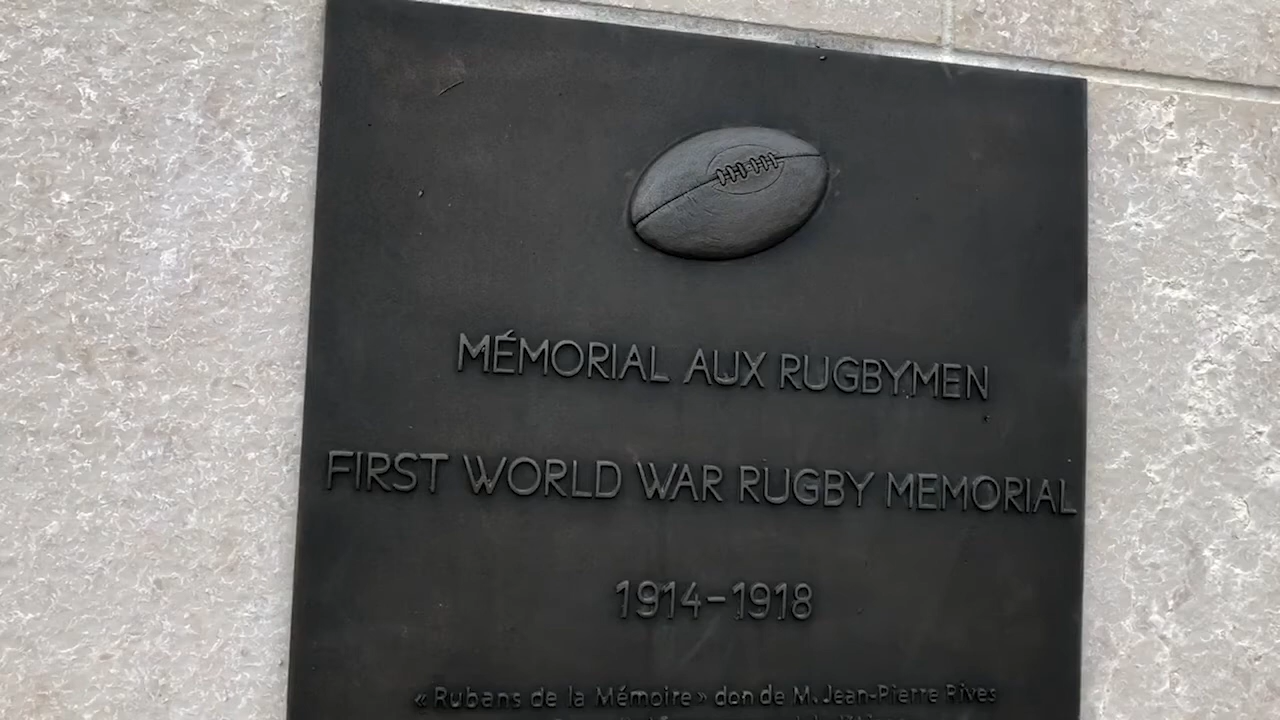 MÉMORIAL AUX RUGBYMEN
FIRST WORLD WAR RUGBY MEMORIAL
1914-1918
« Rubans de la Mémoire » don de M. Jean-Pierre Rives